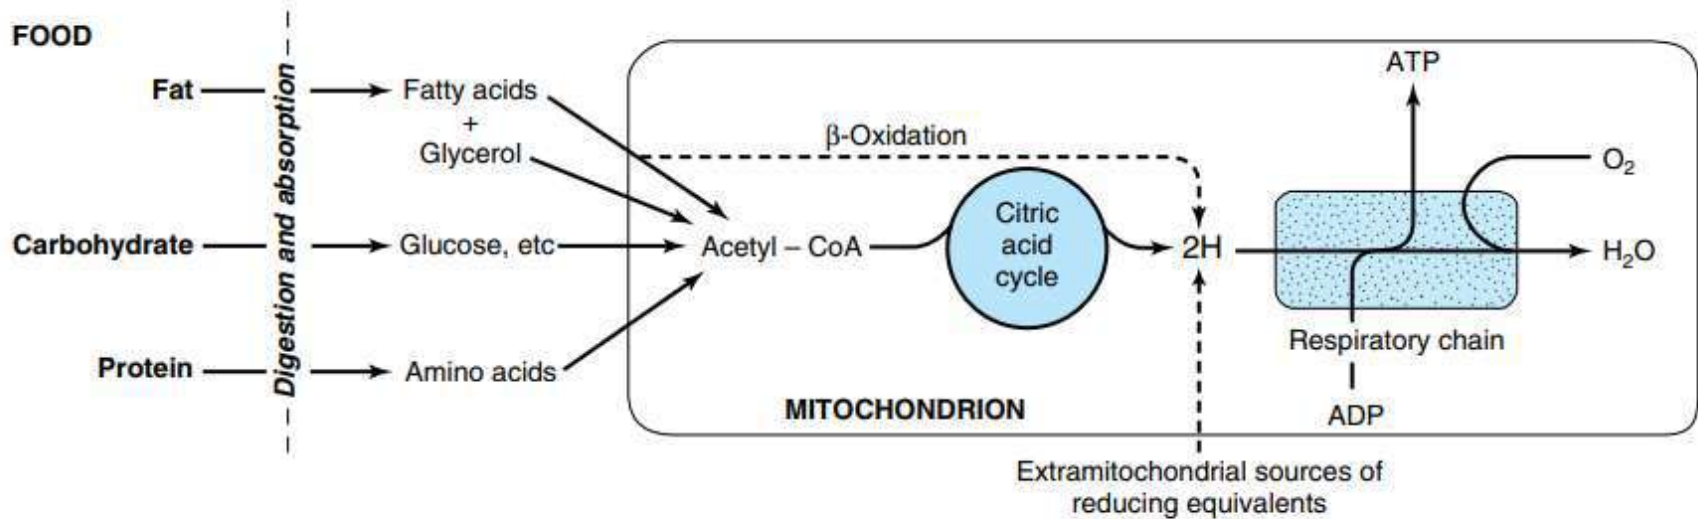 FOOD
Fat
Digestion and absorption
Fatty acids
+
Glycerol
Carbohydrate
Glucose, etc
Protein
Amino acids
β-Oxidation
Acetyl – CoA
Citric
acid
cycle
2H
ATP
O₂
H₂O
Respiratory chain
ADP
MITOCHONDRION
Extramitochondrial sources of
reducing equivalents